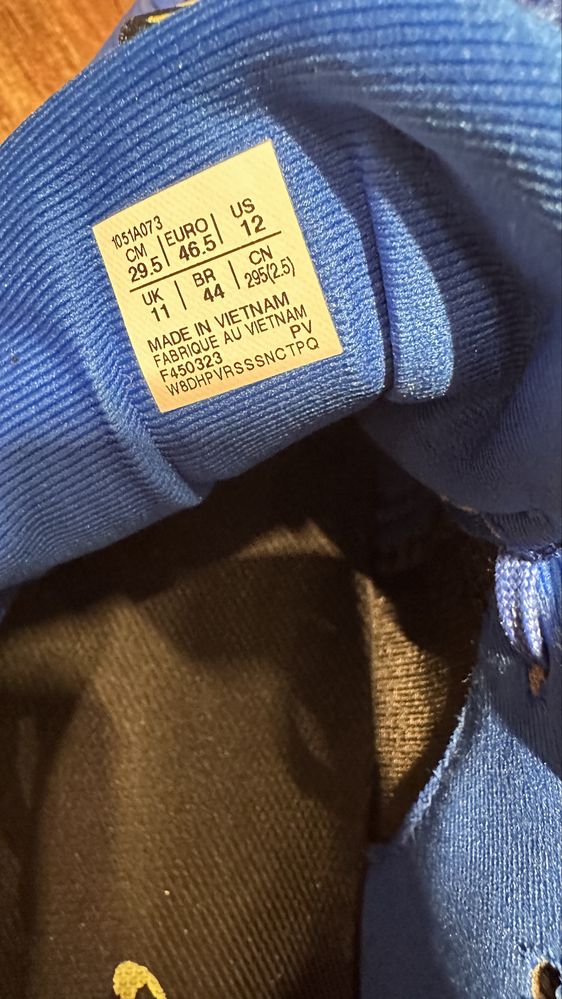 1051A073
CM 29.5 | EURO 46.5 | US 12
UK 11 | BR 44 | CN 295(2.5)
MADE IN VIETNAM
FABRIQUE AU VIETNAM
F450323 PV
W8DHPVRSSSNCTPQ